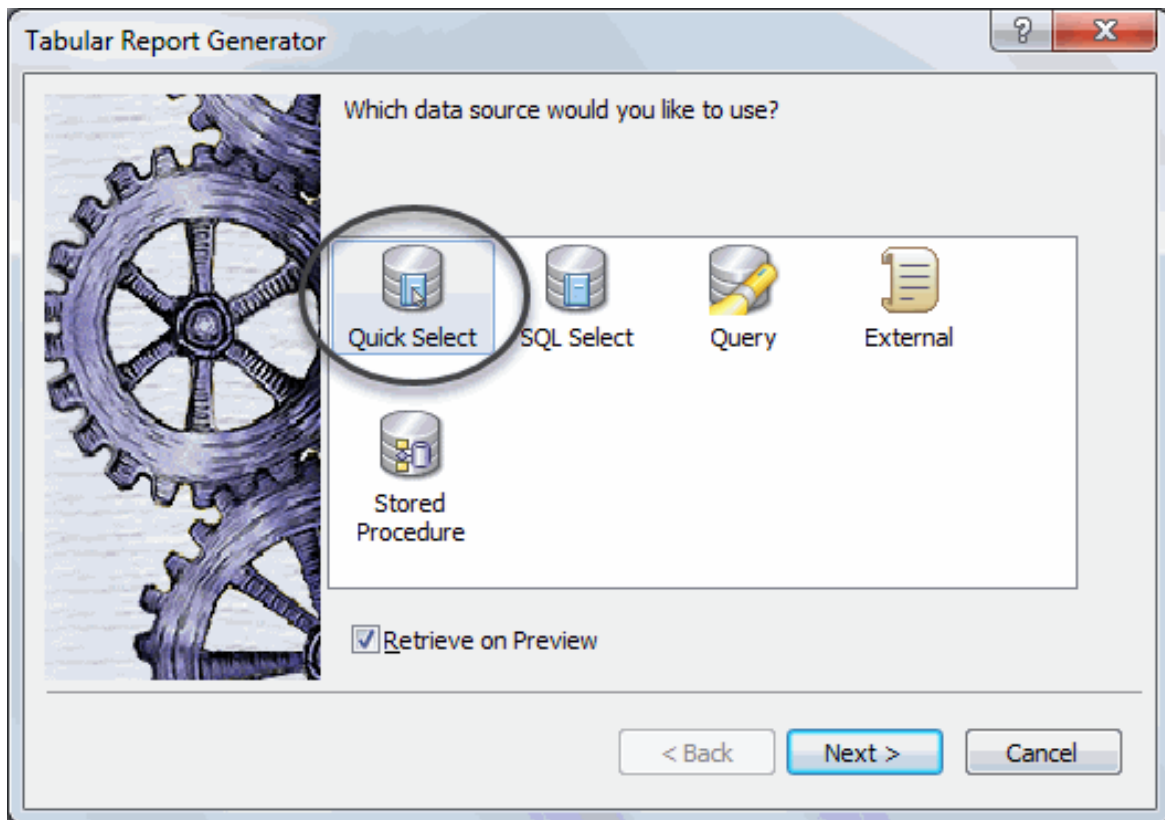 Tabular Report Generator
Which data source would you like to use?
Quick Select
SQL Select
Query
External
Stored
Procedure
Retrieve on Preview
< Back
Next >
Cancel